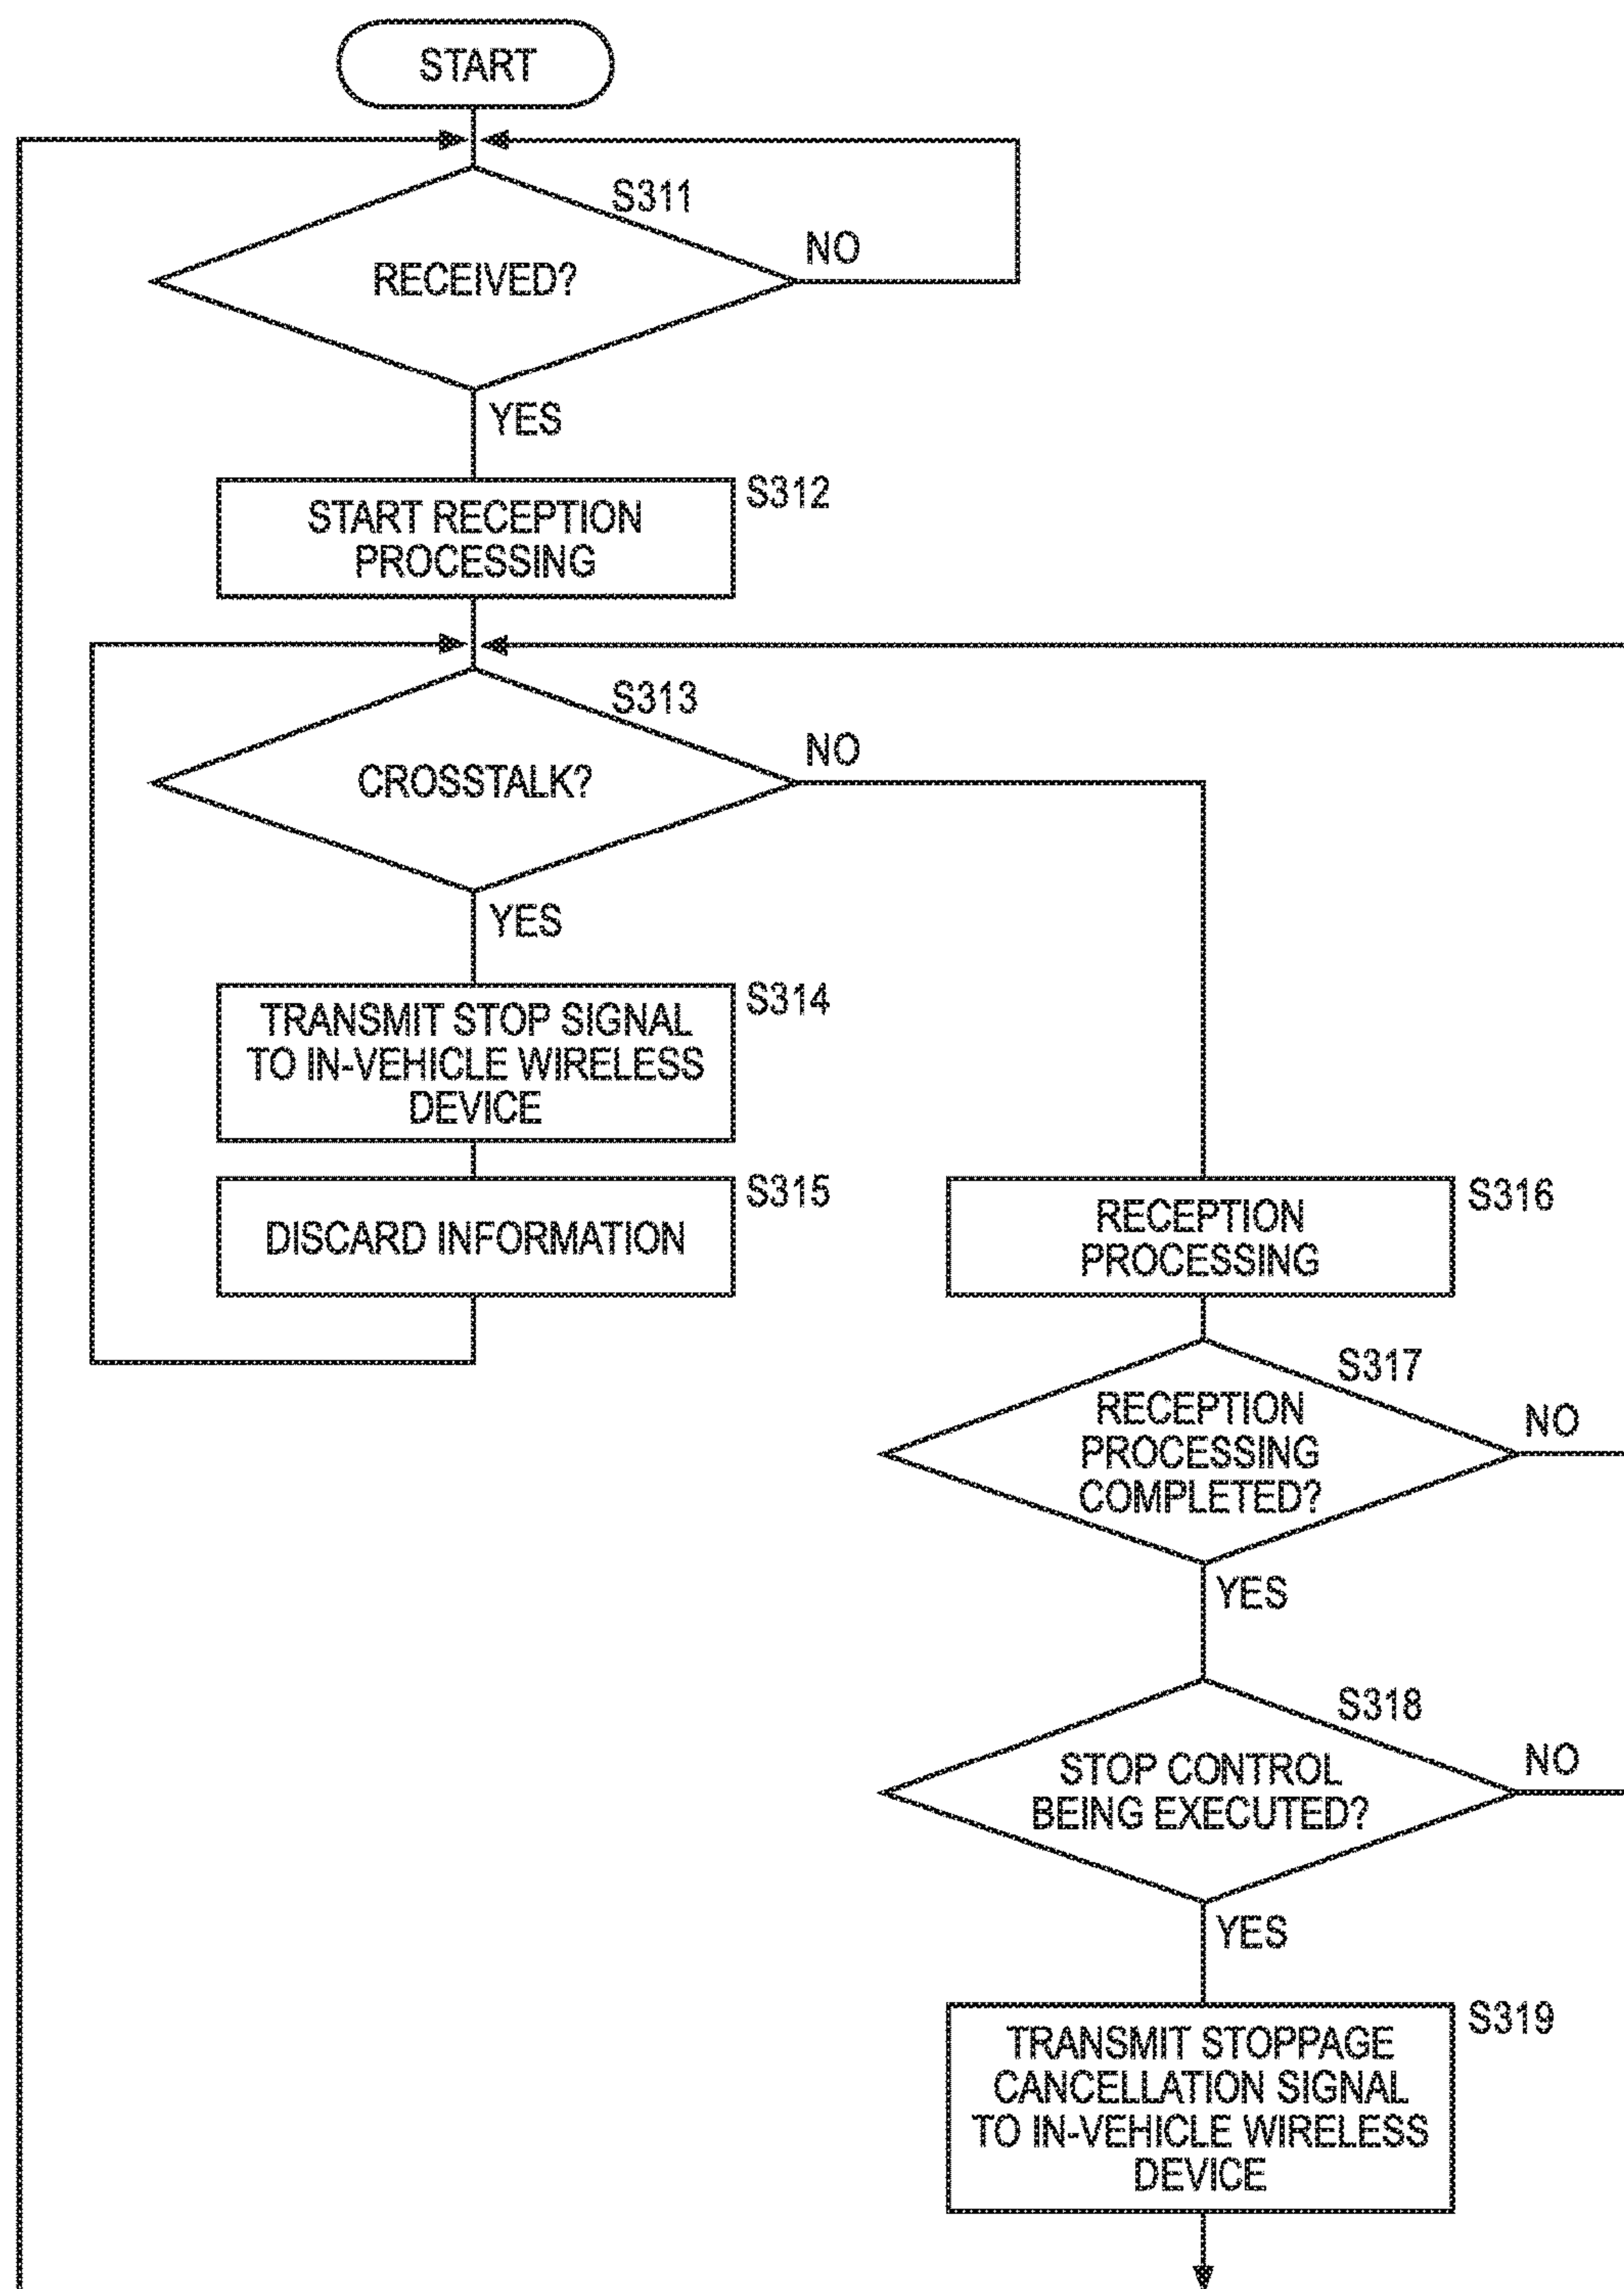 START
S311
RECEIVED?
NO
YES
S312
START RECEPTION
PROCESSING
S313
CROSSTALK?
NO
YES
S314
TRANSMIT STOP SIGNAL
TO IN-VEHICLE WIRELESS
DEVICE
S315
DISCARD INFORMATION
S316
RECEPTION
PROCESSING
S317
RECEPTION
PROCESSING
COMPLETED?
NO
YES
S318
STOP CONTROL
BEING EXECUTED?
NO
YES
S319
TRANSMIT STOPPAGE
CANCELLATION SIGNAL
TO IN-VEHICLE WIRELESS
DEVICE